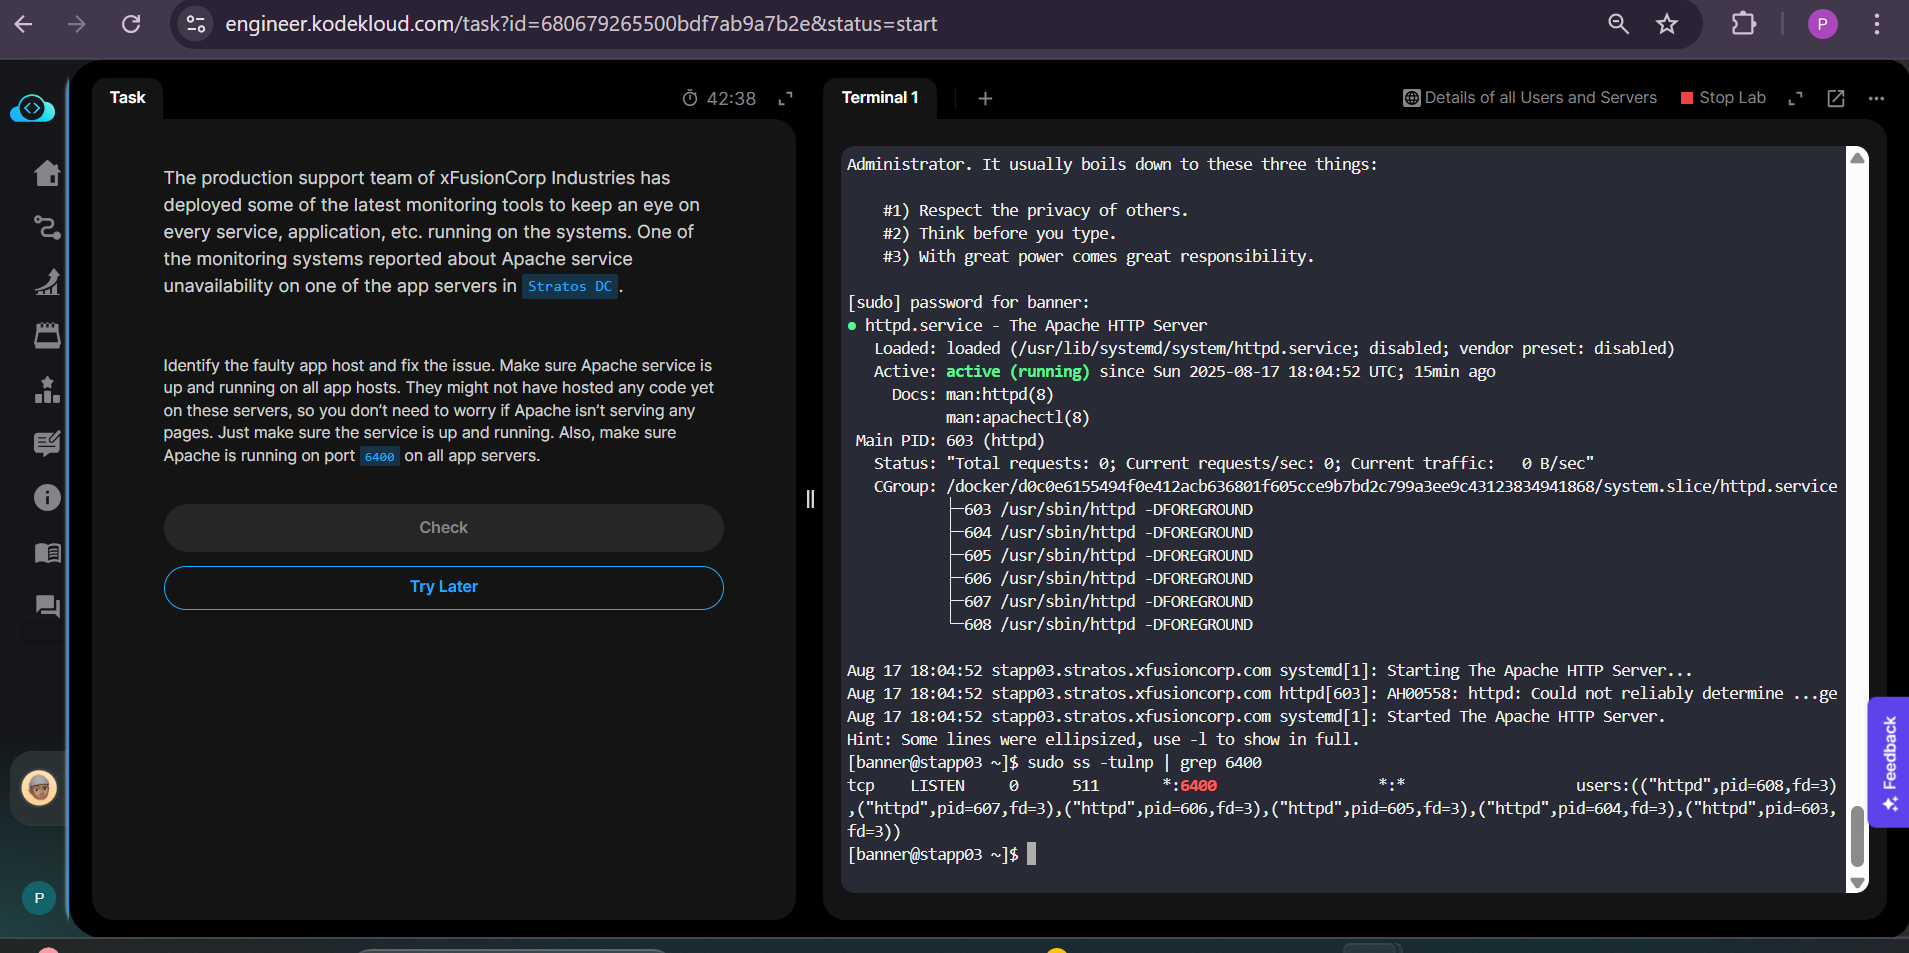 engineer.kodekloud.com/task?id=680679265500bdf7ab9a7b2e&status=start
P
Task
42:38
The production support team of xFusionCorp Industries has
deployed some of the latest monitoring tools to keep an eye on
every service, application, etc. running on the systems. One of
the monitoring systems reported about Apache service
unavailability on one of the app servers in Stratos DC.
Identify the faulty app host and fix the issue. Make sure Apache service is
up and running on all app hosts. They might not have hosted any code yet
on these servers, so you don't need to worry if Apache isn't serving any
pages. Just make sure the service is up and running. Also, make sure
Apache is running on port 6400 on all app servers.
Check
Try Later
P
Terminal 1
+
Details of all Users and Servers
Stop Lab
Administrator. It usually boils down to these three things:
#1) Respect the privacy of others.
#2) Think before you type.
#3) With great power comes great responsibility.
[sudo] password for banner:
● httpd.service - The Apache HTTP Server
Loaded: loaded (/usr/lib/systemd/system/httpd.service; disabled; vendor preset: disabled)
Active: active (running) since Sun 2025-08-17 18:04:52 UTC; 15min ago
Docs: man:httpd(8)
man:apachectl(8)
Main PID: 603 (httpd)
Status: "Total requests: 0; Current requests/sec: 0; Current traffic:   0 B/sec"
CGroup: /docker/d0c0e6155494f0e412acb636801f605cce9b7bd2c799a3ee9c43123834941868/system.slice/httpd.service
├─603 /usr/sbin/httpd -DFOREGROUND
├─604 /usr/sbin/httpd -DFOREGROUND
├─605 /usr/sbin/httpd -DFOREGROUND
├─606 /usr/sbin/httpd -DFOREGROUND
├─607 /usr/sbin/httpd -DFOREGROUND
└─608 /usr/sbin/httpd -DFOREGROUND
Aug 17 18:04:52 stapp03.stratos.xfusioncorp.com systemd[1]: Starting The Apache HTTP Server...
Aug 17 18:04:52 stapp03.stratos.xfusioncorp.com httpd[603]: AH00558: httpd: Could not reliably determine ...ge
Aug 17 18:04:52 stapp03.stratos.xfusioncorp.com systemd[1]: Started The Apache HTTP Server.
Hint: Some lines were ellipsized, use -l to show in full.
[banner@stapp03 ~]$ sudo ss -tulnp | grep 6400
tcp    LISTEN     0      511       *:6400                  *:*                   users:(("httpd",pid=608,fd=3)
,("httpd",pid=607,fd=3),("httpd",pid=606,fd=3),("httpd",pid=605,fd=3),("httpd",pid=604,fd=3),("httpd",pid=603,
fd=3))
[banner@stapp03 ~]$
Feedback